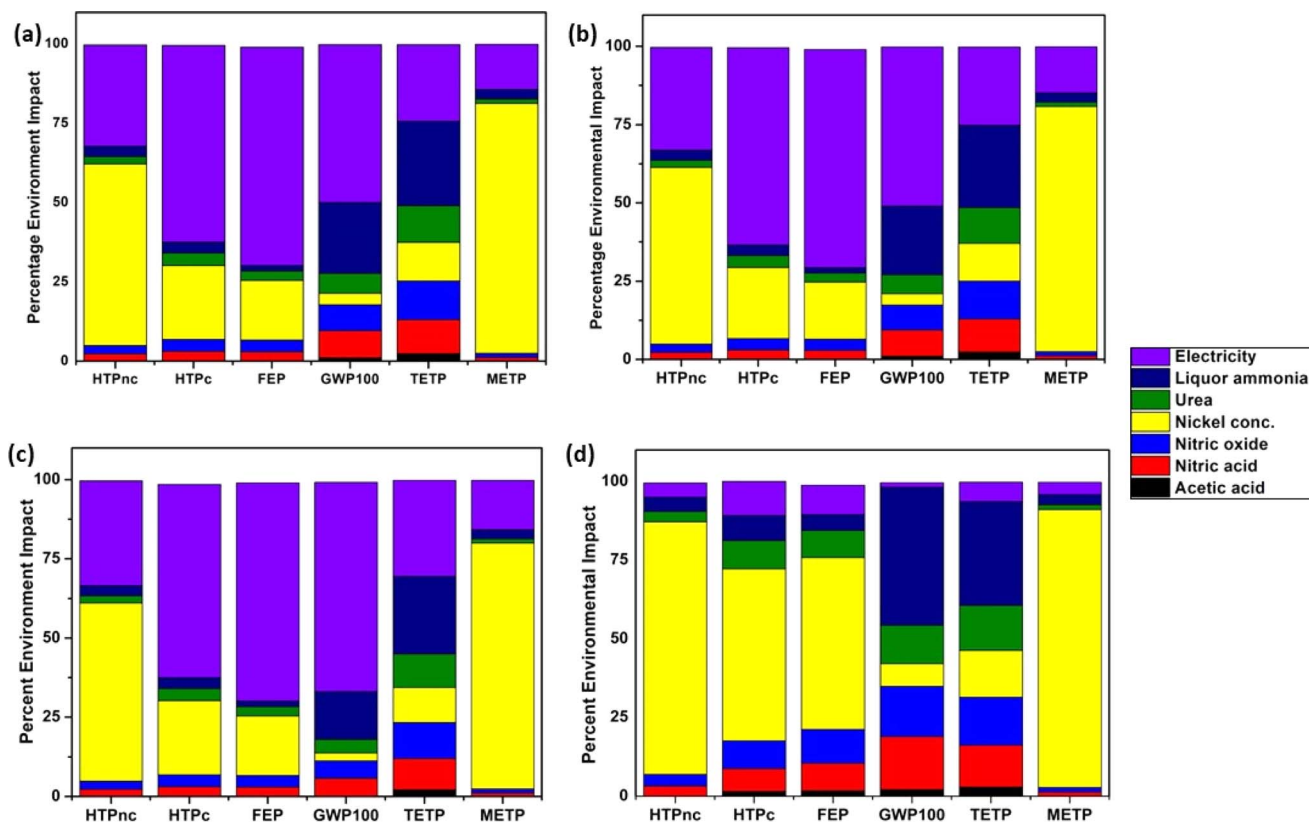 (a)
Percentage Environment Impact
100
75
50
25
0
HTPnc HTPc FEP GWP100 TETP METP
(b)
Percentage Environmental Impact
100
75
50
25
0
HTPnc HTPc FEP GWP100 TETP METP
Electricity
Liquor ammonia
Urea
Nickel conc.
Nitric oxide
Nitric acid
Acetic acid
(c)
Percent Environment Impact
100
75
50
25
0
HTPnc HTPc FEP GWP100 TETP METP
(d)
Percent Environmental Impact
100
75
50
25
0
HTPnc HTPc FEP GWP100 TETP METP